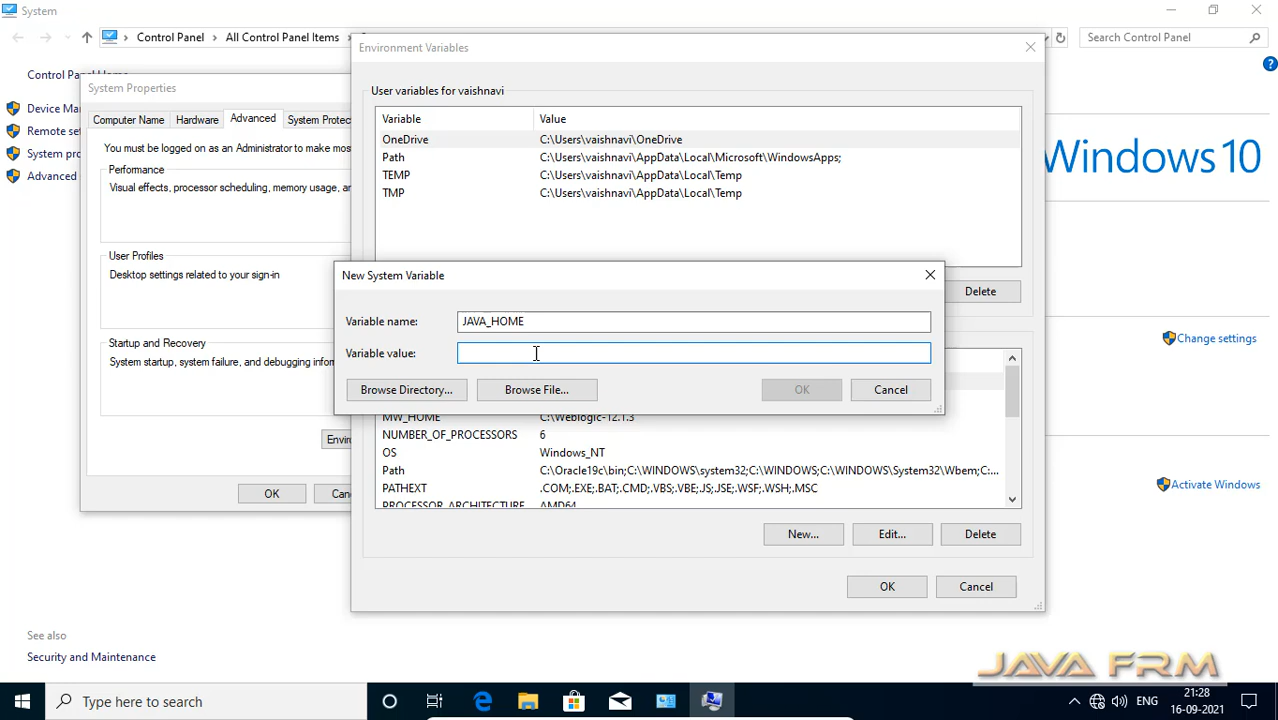 System
Control Panel
All Control Panel Items
Search Control Panel
Control Panel Home
Device Ma
Remote set
System pro
Advanced
System Properties
Computer Name
Hardware
Advanced
System Protec
You must be logged on as an Administrator to make mos
Performance
Visual effects, processor scheduling, memory usage, ar
User Profiles
Desktop settings related to your sign-in
Startup and Recovery
System startup, system failure, and debugging inform
Enviro
OK
Canc
Environment Variables
User variables for vaishnavi
Variable
Value
OneDrive
C:\Users\vaishnavi\OneDrive
Path
C:\Users\vaishnavi\AppData\Local\Microsoft\WindowsApps;
TEMP
C:\Users\vaishnavi\AppData\Local\Temp
TMP
C:\Users\vaishnavi\AppData\Local\Temp
Delete
New System Variable
Variable name:
JAVA_HOME
Variable value:
Browse Directory...
Browse File...
OK
Cancel
MW_HOME
C:\Weblogic-12.1.3
NUMBER_OF_PROCESSORS
6
OS
Windows_NT
Path
C:\Oracle19c\bin;C:\WINDOWS\system32;C:\WINDOWS;C:\WINDOWS\System32\Wbem;C:...
PATHEXT
.COM;.EXE;.BAT;.CMD;.VBS;.VBE;.JS;.JSE;.WSF;.WSH;.MSC
PROCESSOR_ARCHITECTURE
AMD64
New...
Edit...
Delete
OK
Cancel
Windows 10
Change settings
Activate Windows
See also
Security and Maintenance
JAVA FRM
Type here to search
ENG
21:28
16-09-2021